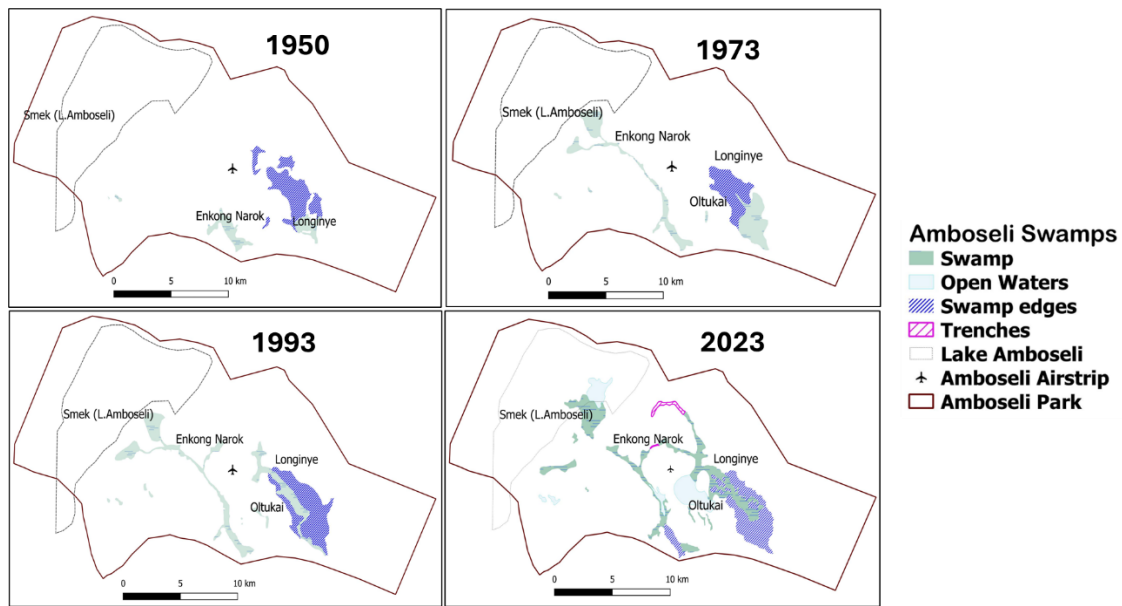 1950
Smek (L.Amboseli)
Enkong Narok
Longinye
0 5 10 km
1973
Smek (L.Amboseli)
Enkong Narok
Longinye
Oltukai
0 5 10 km
1993
Smek (L.Amboseli)
Enkong Narok
Longinye
Oltukai
0 5 10 km
2023
Smek (L.Amboseli)
Enkong Narok
Longinye
Oltukai
0 5 10 km
Amboseli Swamps
Swamp
Open Waters
Swamp edges
Trenches
Lake Amboseli
Amboseli Airstrip
Amboseli Park